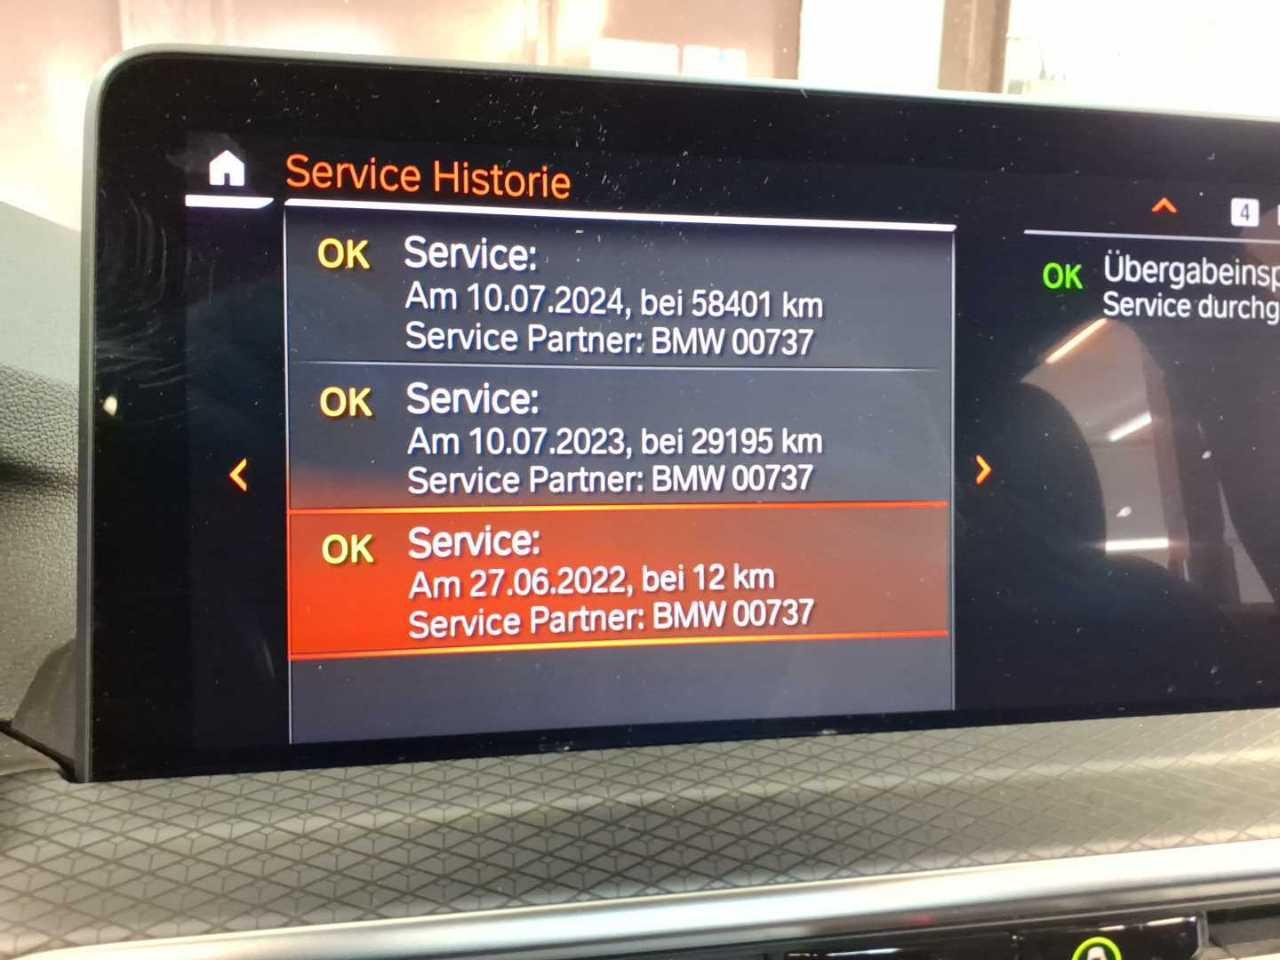 Service Historie
OK Service:
Am 10.07.2024, bei 58401 km
Service Partner: BMW 00737
OK Service:
Am 10.07.2023, bei 29195 km
Service Partner: BMW 00737
OK Service:
Am 27.06.2022, bei 12 km
Service Partner: BMW 00737
4
OK Übergabeinsp
Service durchg